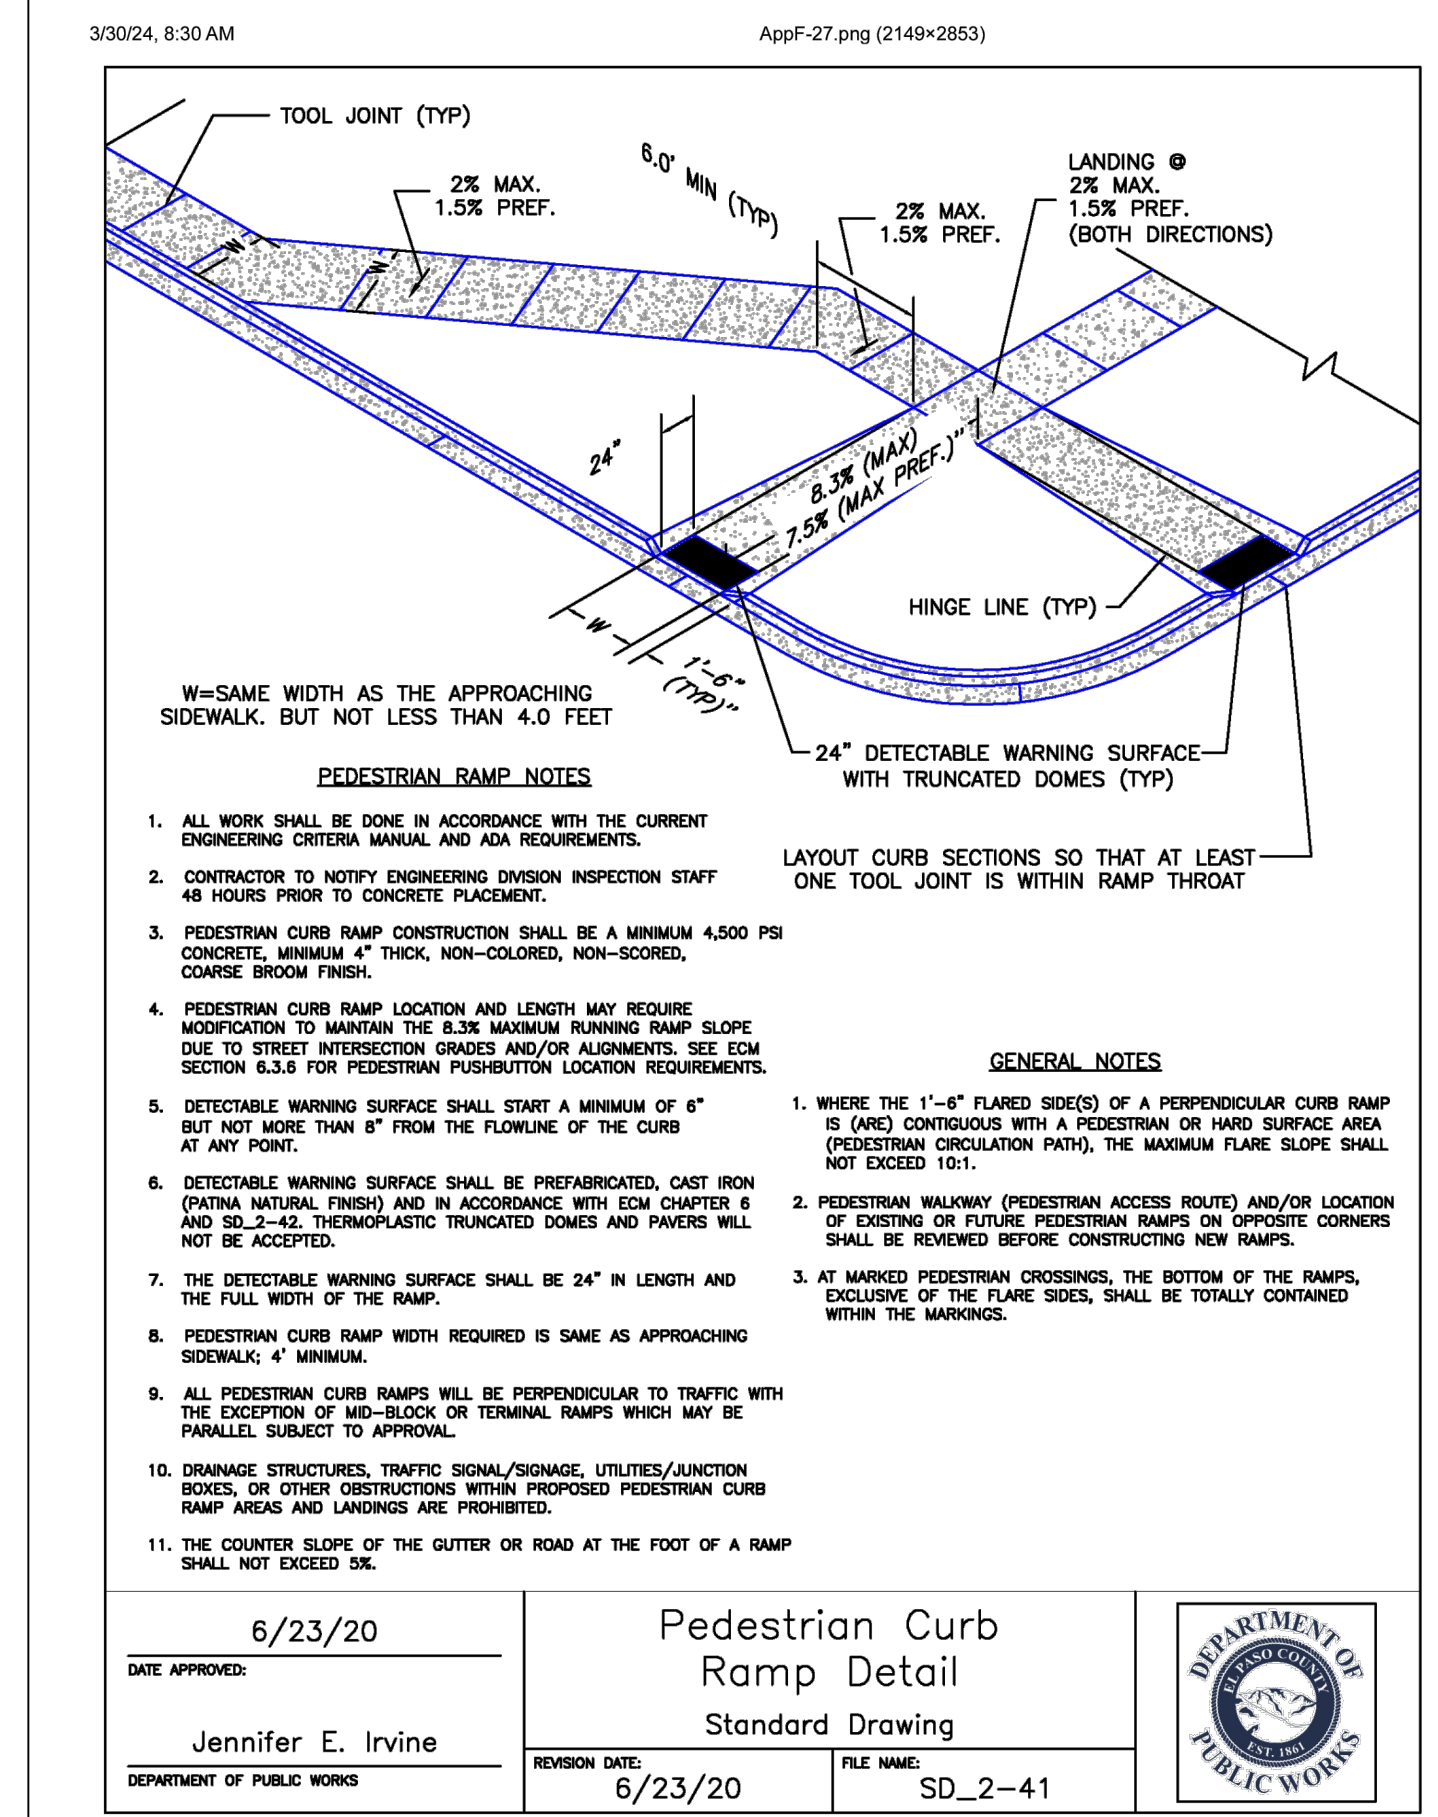 3/30/24, 8:30 AM
AppF-27.png (2149×2853)
TOOL JOINT (TYP)
2% MAX.
1.5% PREF.
6.0' MIN (TYP)
2% MAX.
1.5% PREF.
LANDING @
2% MAX.
1.5% PREF.
(BOTH DIRECTIONS)
W
W
24"
8.3% (MAX)
7.5% (MAX PREF.)"
HINGE LINE (TYP)
W
1'-6"
(TYP)"
W=SAME WIDTH AS THE APPROACHING
SIDEWALK. BUT NOT LESS THAN 4.0 FEET
24" DETECTABLE WARNING SURFACE
WITH TRUNCATED DOMES (TYP)
LAYOUT CURB SECTIONS SO THAT AT LEAST
ONE TOOL JOINT IS WITHIN RAMP THROAT
PEDESTRIAN RAMP NOTES
1. ALL WORK SHALL BE DONE IN ACCORDANCE WITH THE CURRENT
ENGINEERING CRITERIA MANUAL AND ADA REQUIREMENTS.
2. CONTRACTOR TO NOTIFY ENGINEERING DIVISION INSPECTION STAFF
48 HOURS PRIOR TO CONCRETE PLACEMENT.
3. PEDESTRIAN CURB RAMP CONSTRUCTION SHALL BE A MINIMUM 4,500 PSI
CONCRETE, MINIMUM 4" THICK, NON-COLORED, NON-SCORED,
COARSE BROOM FINISH.
4. PEDESTRIAN CURB RAMP LOCATION AND LENGTH MAY REQUIRE
MODIFICATION TO MAINTAIN THE 8.3% MAXIMUM RUNNING RAMP SLOPE
DUE TO STREET INTERSECTION GRADES AND/OR ALIGNMENTS. SEE ECM
SECTION 6.3.6 FOR PEDESTRIAN PUSHBUTTON LOCATION REQUIREMENTS.
5. DETECTABLE WARNING SURFACE SHALL START A MINIMUM OF 6"
BUT NOT MORE THAN 8" FROM THE FLOWLINE OF THE CURB
AT ANY POINT.
6. DETECTABLE WARNING SURFACE SHALL BE PREFABRICATED, CAST IRON
(PATINA NATURAL FINISH) AND IN ACCORDANCE WITH ECM CHAPTER 6
AND SD_2-42. THERMOPLASTIC TRUNCATED DOMES AND PAVERS WILL
NOT BE ACCEPTED.
7. THE DETECTABLE WARNING SURFACE SHALL BE 24" IN LENGTH AND
THE FULL WIDTH OF THE RAMP.
8. PEDESTRIAN CURB RAMP WIDTH REQUIRED IS SAME AS APPROACHING
SIDEWALK; 4' MINIMUM.
9. ALL PEDESTRIAN CURB RAMPS WILL BE PERPENDICULAR TO TRAFFIC WITH
THE EXCEPTION OF MID-BLOCK OR TERMINAL RAMPS WHICH MAY BE
PARALLEL SUBJECT TO APPROVAL.
10. DRAINAGE STRUCTURES, TRAFFIC SIGNAL/SIGNAGE, UTILITIES/JUNCTION
BOXES, OR OTHER OBSTRUCTIONS WITHIN PROPOSED PEDESTRIAN CURB
RAMP AREAS AND LANDINGS ARE PROHIBITED.
11. THE COUNTER SLOPE OF THE GUTTER OR ROAD AT THE FOOT OF A RAMP
SHALL NOT EXCEED 5%.
GENERAL NOTES
1. WHERE THE 1'-6" FLARED SIDE(S) OF A PERPENDICULAR CURB RAMP
IS (ARE) CONTIGUOUS WITH A PEDESTRIAN OR HARD SURFACE AREA
(PEDESTRIAN CIRCULATION PATH), THE MAXIMUM FLARE SLOPE SHALL
NOT EXCEED 10:1.
2. PEDESTRIAN WALKWAY (PEDESTRIAN ACCESS ROUTE) AND/OR LOCATION
OF EXISTING OR FUTURE PEDESTRIAN RAMPS ON OPPOSITE CORNERS
SHALL BE REVIEWED BEFORE CONSTRUCTING NEW RAMPS.
3. AT MARKED PEDESTRIAN CROSSINGS, THE BOTTOM OF THE RAMPS,
EXCLUSIVE OF THE FLARE SIDES, SHALL BE TOTALLY CONTAINED
WITHIN THE MARKINGS.
6/23/20
DATE APPROVED:
Jennifer E. Irvine
DEPARTMENT OF PUBLIC WORKS
Pedestrian Curb
Ramp Detail
Standard Drawing
REVISION DATE:
6/23/20
FILE NAME:
SD_2-41
DEPARTMENT OF
EL PASO COUNTY
EST. 1861
PUBLIC WORKS